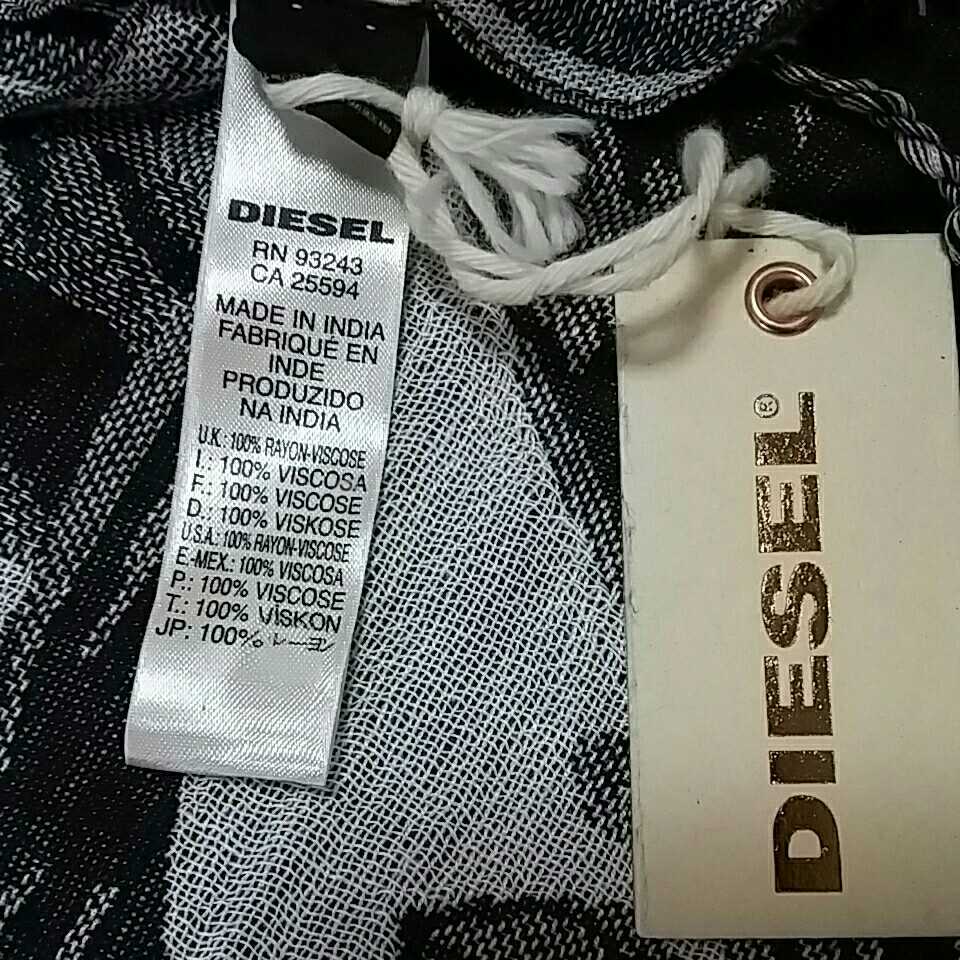 DIESEL
RN 93243
CA 25594
MADE IN INDIA
FABRIQUÉ EN
INDE
PRODUZIDO
NA INDIA
U.K.: 100% RAYON-VISCOSE
I.: 100% VISCOSA
F.: 100% VISCOSE
D.: 100% VISKOSE
U.S.A.: 100% RAYON-VISCOSE
E.-MEX.: 100% VISCOSA
P.: 100% VISCOSE
T.: 100% VISKON
JP: 100% レーヨン
DIESEL®